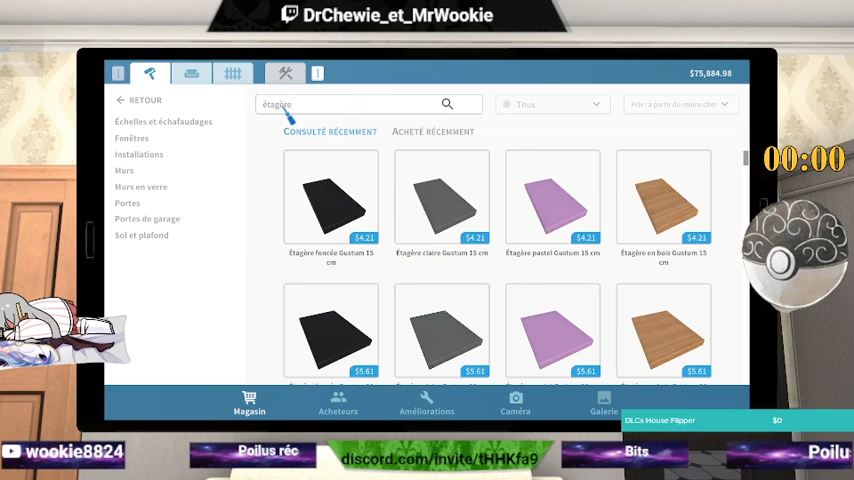 DrChewie_et_MrWookie
$75,884.98
RETOUR
étagère
Tous
Prix : à partir du moins cher
Échelles et échafaudages
Fenêtres
Installations
Murs
Murs en verre
Portes
Portes de garage
Sol et plafond
CONSULTÉ RÉCEMMENT
ACHETÉ RÉCEMMENT
00:00
$4.21
$4.21
$4.21
$4.21
Étagère foncée Gustum 15 cm
Étagère claire Gustum 15 cm
Étagère pastel Gustum 15 cm
Étagère en bois Gustum 15 cm
$5.61
$5.61
$5.61
$5.61
Magasin
Acheteurs
Améliorations
Caméra
Galerie
DLCs House Flipper
$0
wookie8824
Poilus réc
discord.com/invite/tHHKfa9
- Bits
- Poilu